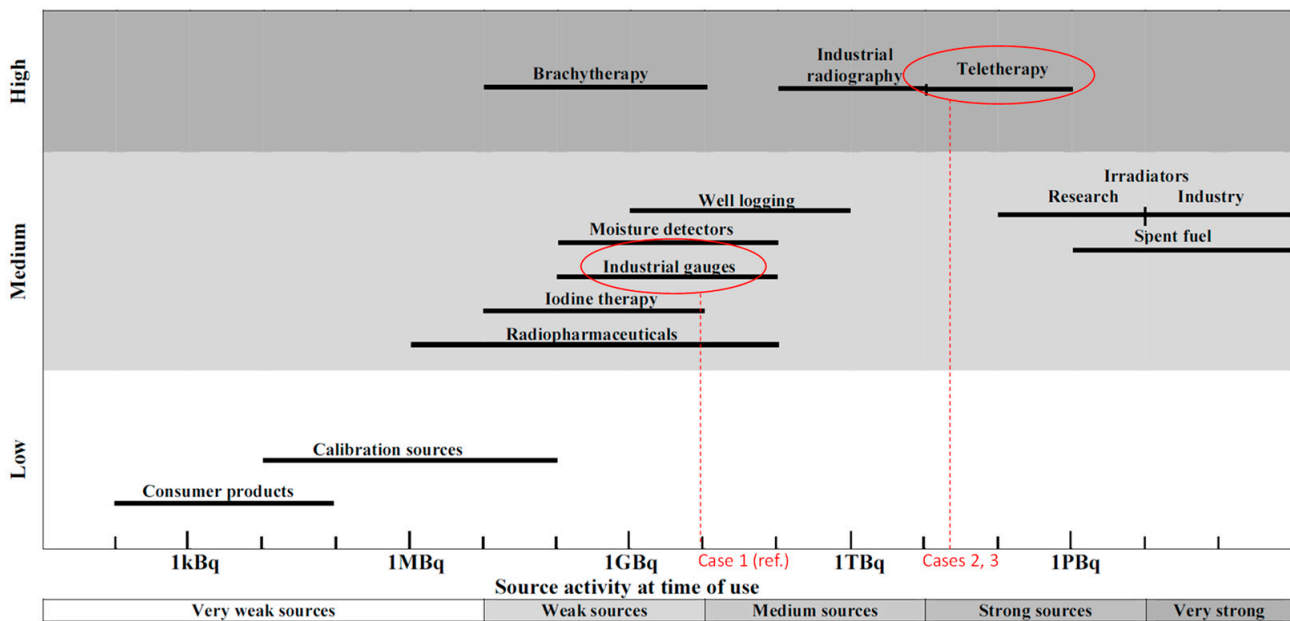 High
Brachytherapy
Industrial
radiography
Teletherapy
Medium
Irradiators
Research
Industry
Well logging
Moisture detectors
Spent fuel
Industrial gauges
Iodine therapy
Radiopharmaceuticals
Low
Calibration sources
Consumer products
1kBq
1MBq
1GBq
Case 1 (ref.)
1TBq
Cases 2, 3
1PBq
Source activity at time of use
Very weak sources
Weak sources
Medium sources
Strong sources
Very strong